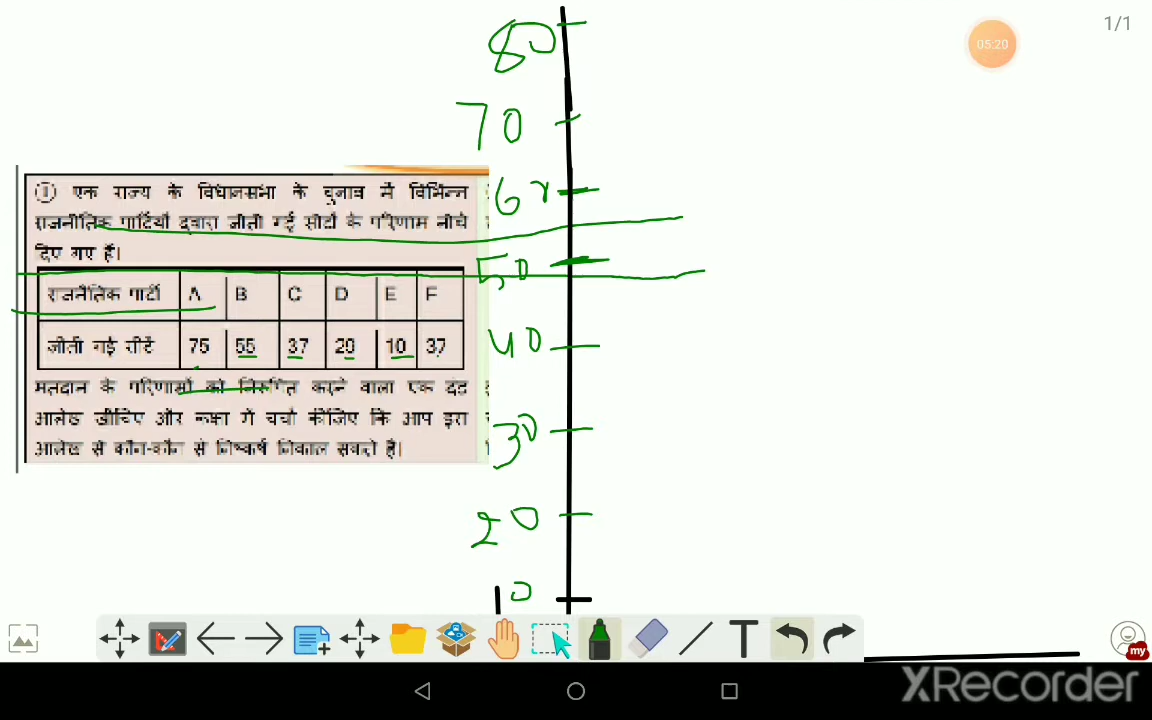 1/1
05:20
80
70
60
50
40
30
20
10
① एक राज्य के विधानसभा के चुनाव में विभिन्न
राजनीतिक पार्टियों द्वारा जीती गई सीटों के परिणाम नीचे
दिए गए हैं।
राजनीतिक पार्टी A B C D E F
जीती गई सीटें 75 55 37 29 10 37
मतदान के परिणामों को निरूपित करने वाला एक दंड
आलेख खींचिए और कक्षा में चर्चा कीजिए कि आप इस
आलेख से कौन-कौन से निष्कर्ष निकाल सकते हैं।
T
my
XRecorder